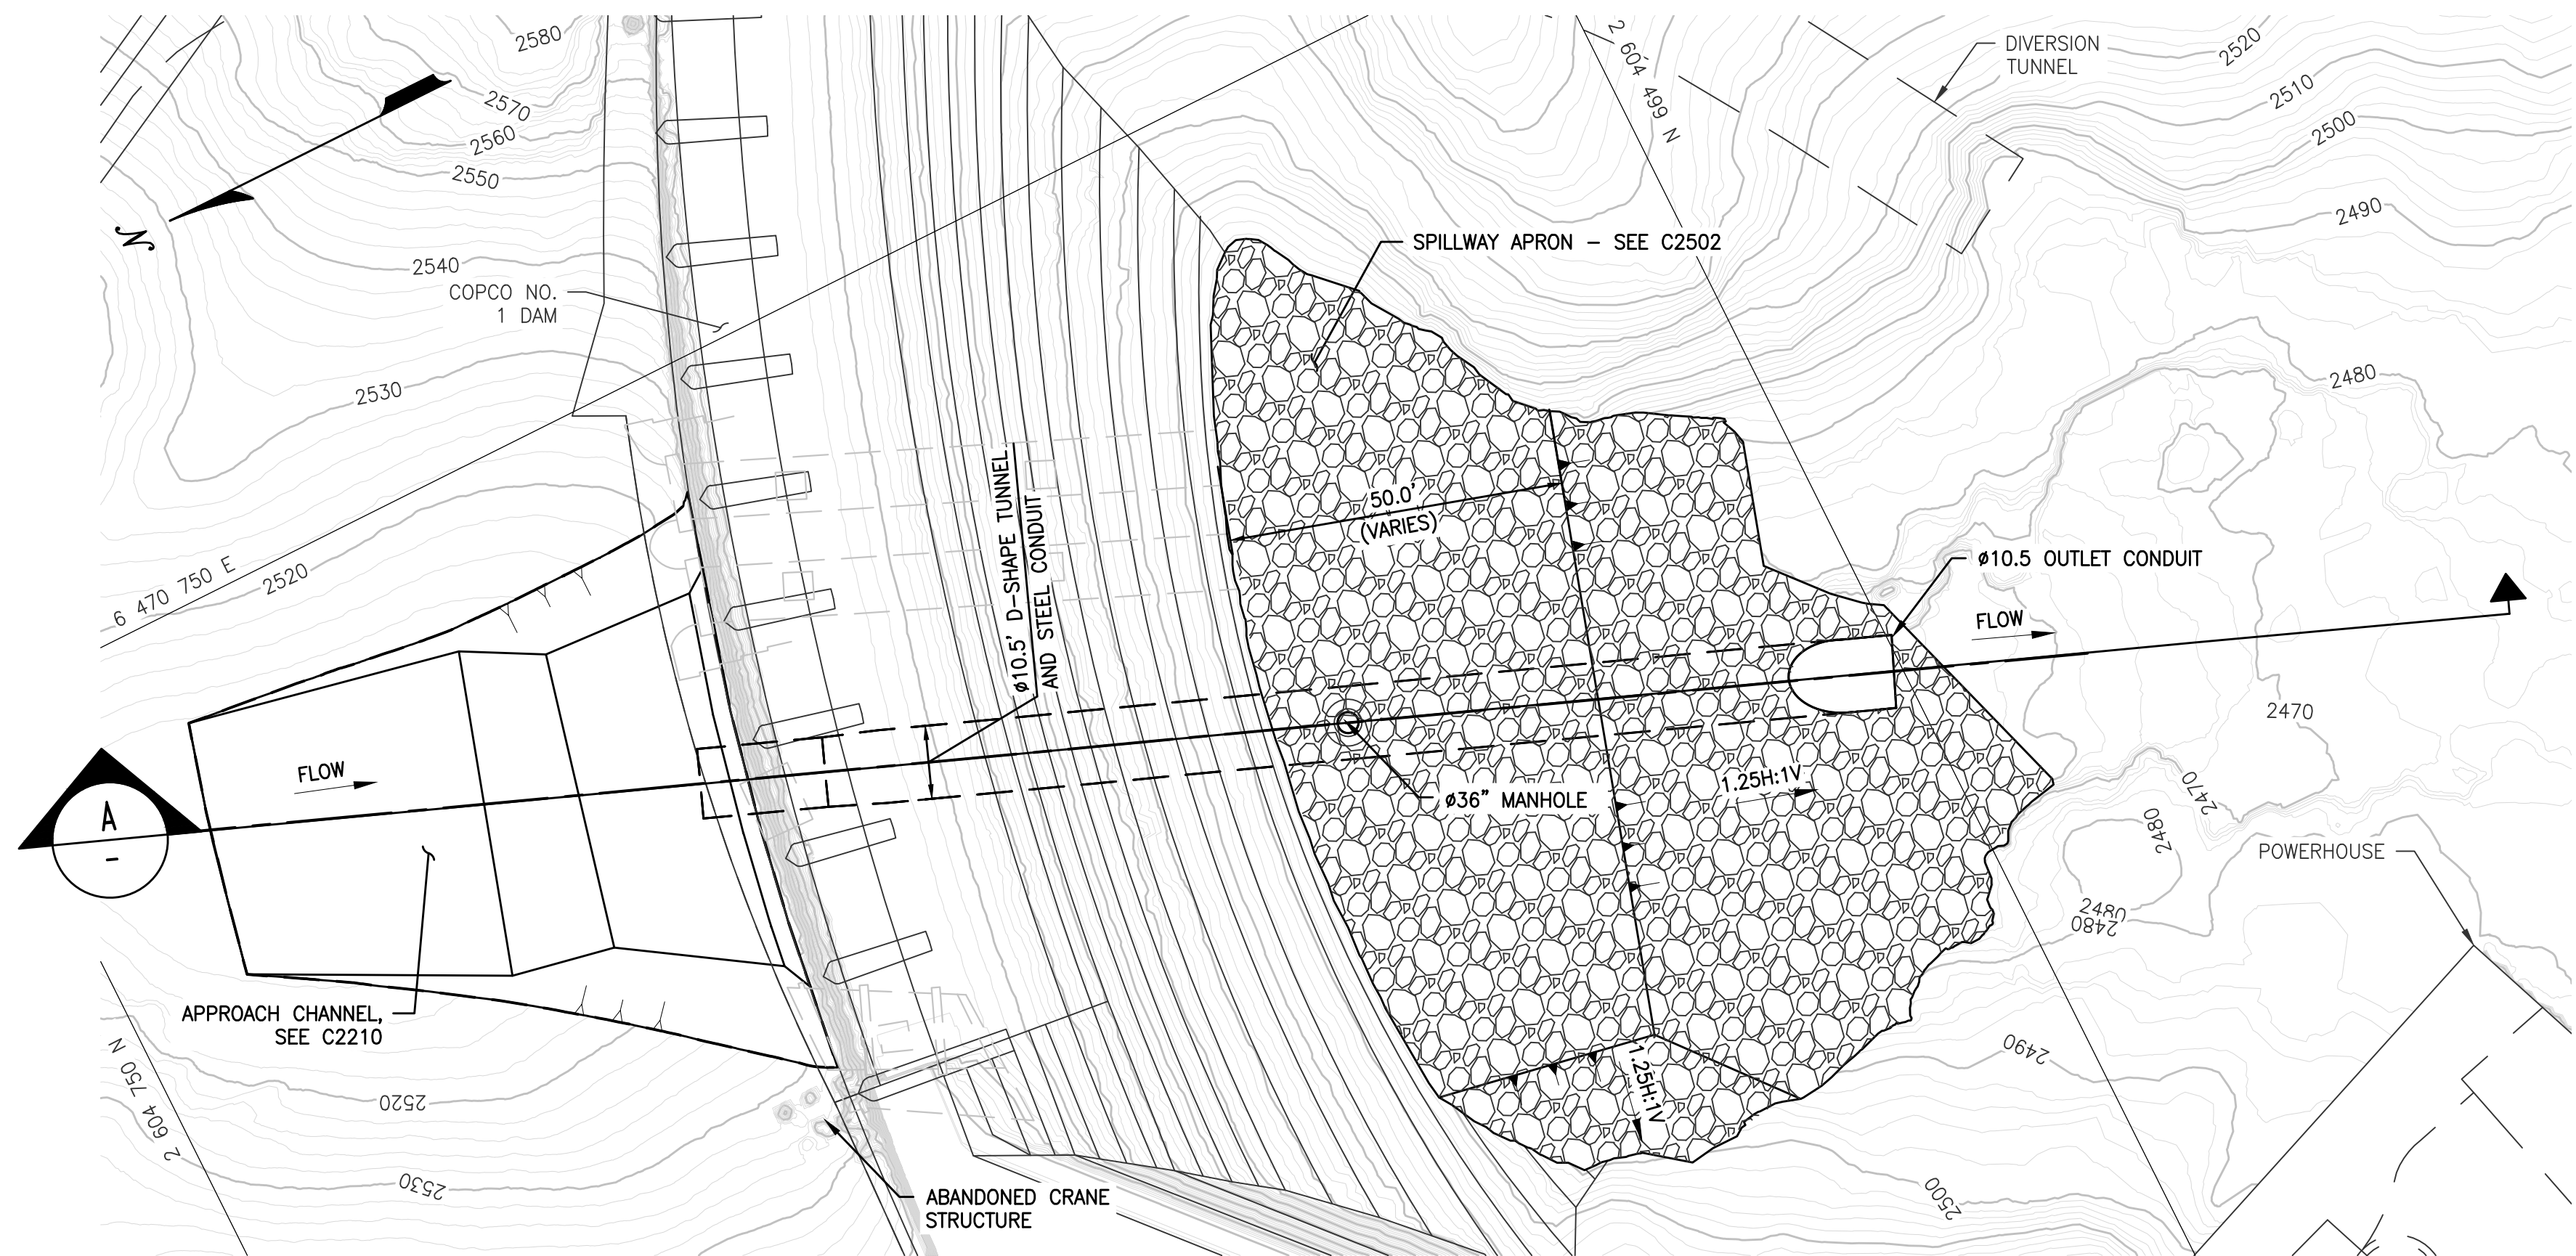 2580
2570
2560
2550
2540
2530
2520
N
COPCO NO.
1 DAM
6 470 750 E
2 604 499 N
DIVERSION
TUNNEL
2520
2510
2500
2490
2480
SPILLWAY APRON – SEE C2502
50.0'
(VARIES)
ø10.5' D–SHAPE TUNNEL
AND STEEL CONDUIT
ø10.5 OUTLET CONDUIT
FLOW
2470
A
–
FLOW
ø36" MANHOLE
1.25H:1V
2470
2480
2480
2480
POWERHOUSE
APPROACH CHANNEL,
SEE C2210
2 604 750 N
2520
2530
1.25H:1V
2490
2500
ABANDONED CRANE
STRUCTURE